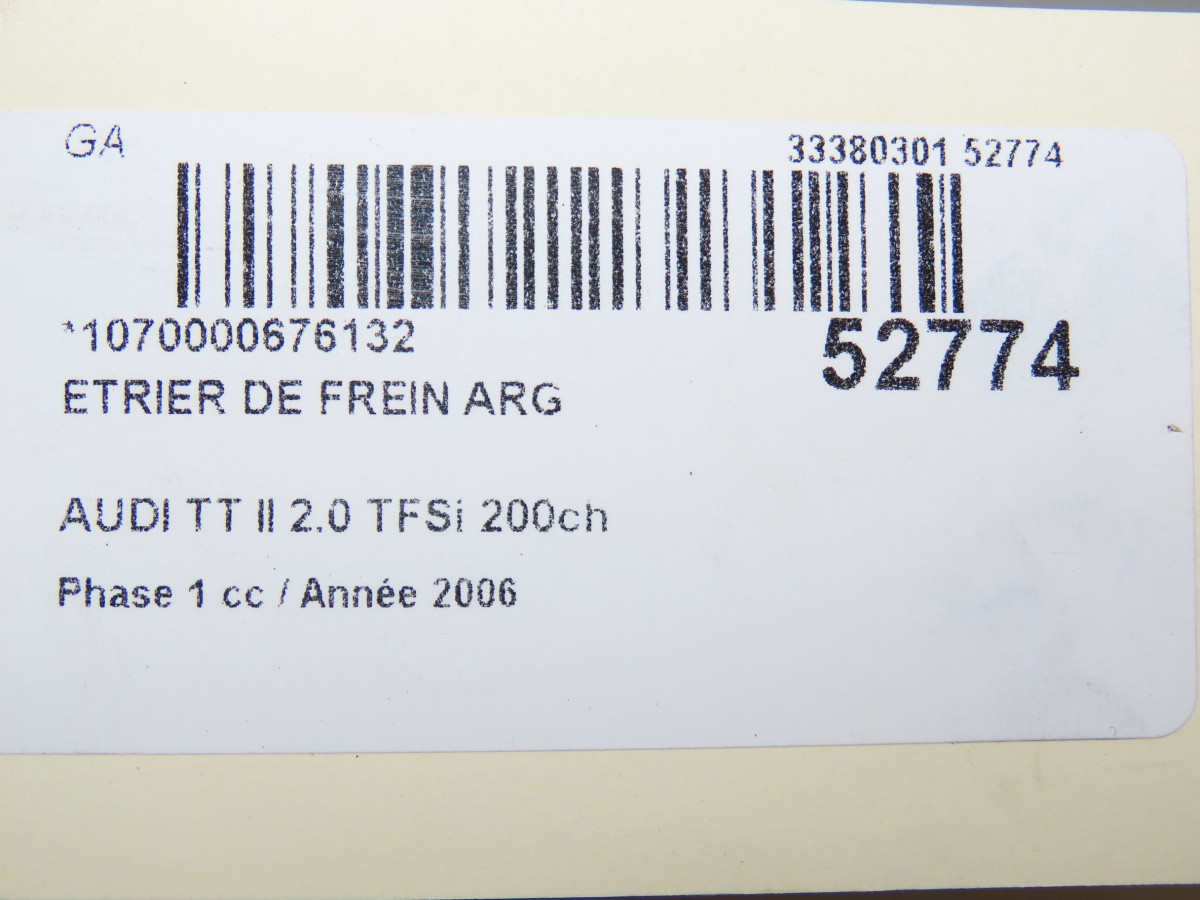 GA
33380301 52774
*1070000676132
52774
ETRIER DE FREIN ARG
AUDI TT II 2.0 TFSi 200ch
Phase 1 cc / Année 2006